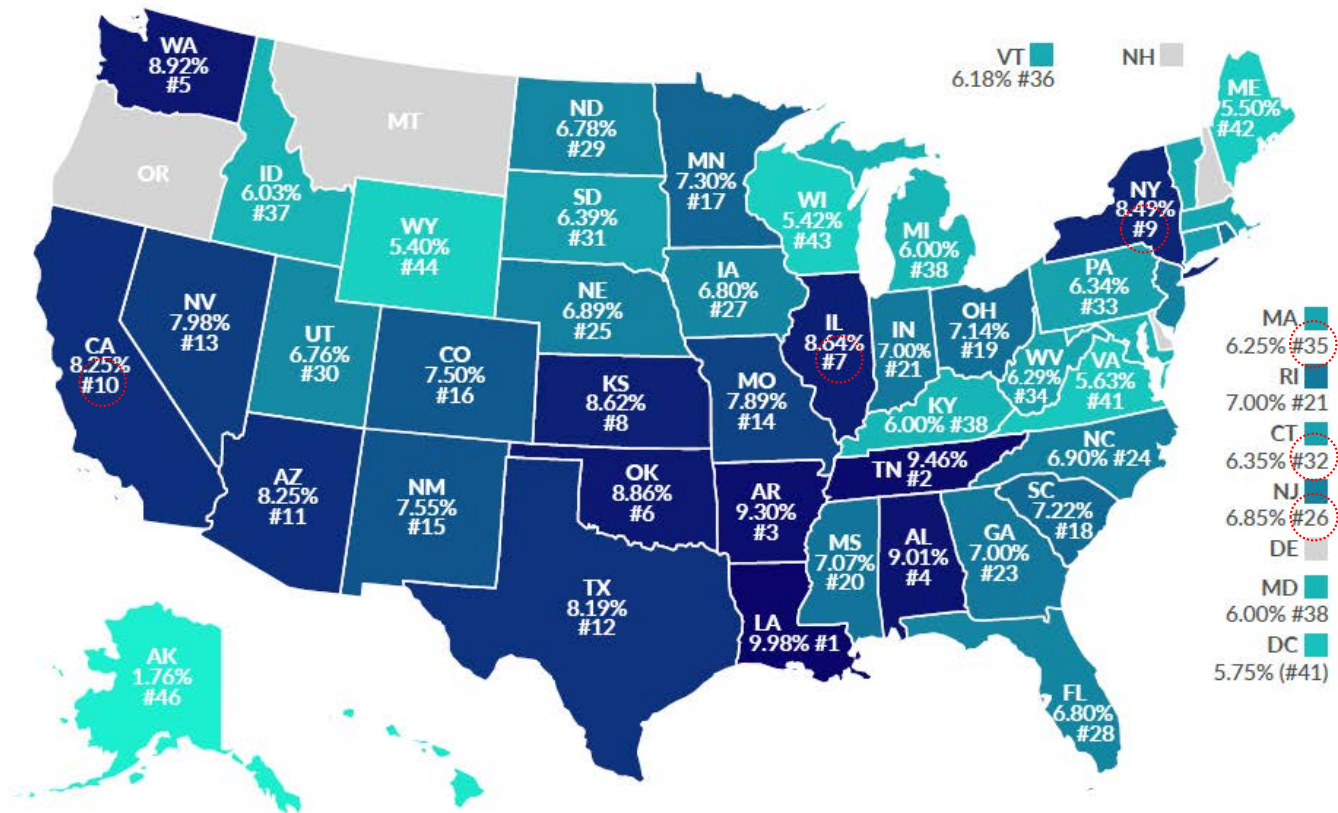 WA
8.92%
#5
MT
OR
ID
6.03%
#37
WY
5.40%
#44
ND
6.78%
#29
SD
6.39%
#31
NE
6.89%
#25
MN
7.30%
#17
WI
5.42%
#43
MI
6.00%
#38
IA
6.80%
#27
VT
6.18% #36
NH
ME
5.50%
#42
NY
8.49%
#9
PA
6.34%
#33
CA
8.25%
#10
NV
7.98%
#13
UT
6.76%
#30
CO
7.50%
#16
KS
8.62%
#8
MO
7.89%
#14
IL
8.64%
#7
IN
7.00%
#21
OH
7.14%
#19
WV
6.29%
#34
VA
5.63%
#41
KY
6.00% #38
MA
6.25% #35
RI
7.00% #21
CT
6.35% #32
NJ
6.85% #26
DE
MD
6.00% #38
DC
5.75% (#41)
AZ
8.25%
#11
NM
7.55%
#15
OK
8.86%
#6
AR
9.30%
#3
TN 9.46%
#2
NC
6.90% #24
SC
7.22%
#18
MS
7.07%
#20
AL
9.01%
#4
GA
7.00%
#23
TX
8.19%
#12
LA
9.98% #1
FL
6.80%
#28
AK
1.76%
#46